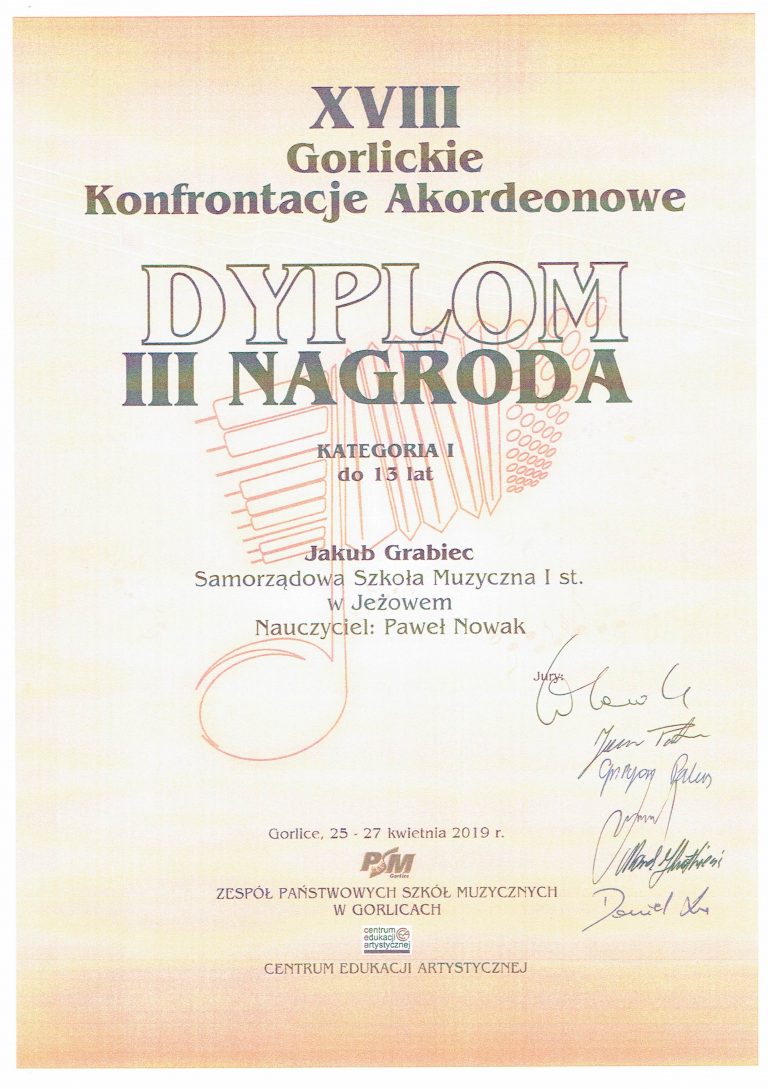 XVIII
Gorlickie
Konfrontacje Akordeonowe
DYPLOM
III NAGRODA
KATEGORIA I
do 13 lat
Jakub Grabiec
Samorządowa Szkoła Muzyczna I st.
w Jeżowem
Nauczyciel: Paweł Nowak
Jury:
Daniel
Gorlice, 25 - 27 kwietnia 2019 r.
PSM
Gorlice
ZESPÓŁ PAŃSTWOWYCH SZKÓŁ MUZYCZNYCH
W GORLICACH
centrum
edukacji
artystycznej
CENTRUM EDUKACJI ARTYSTYCZNEJ